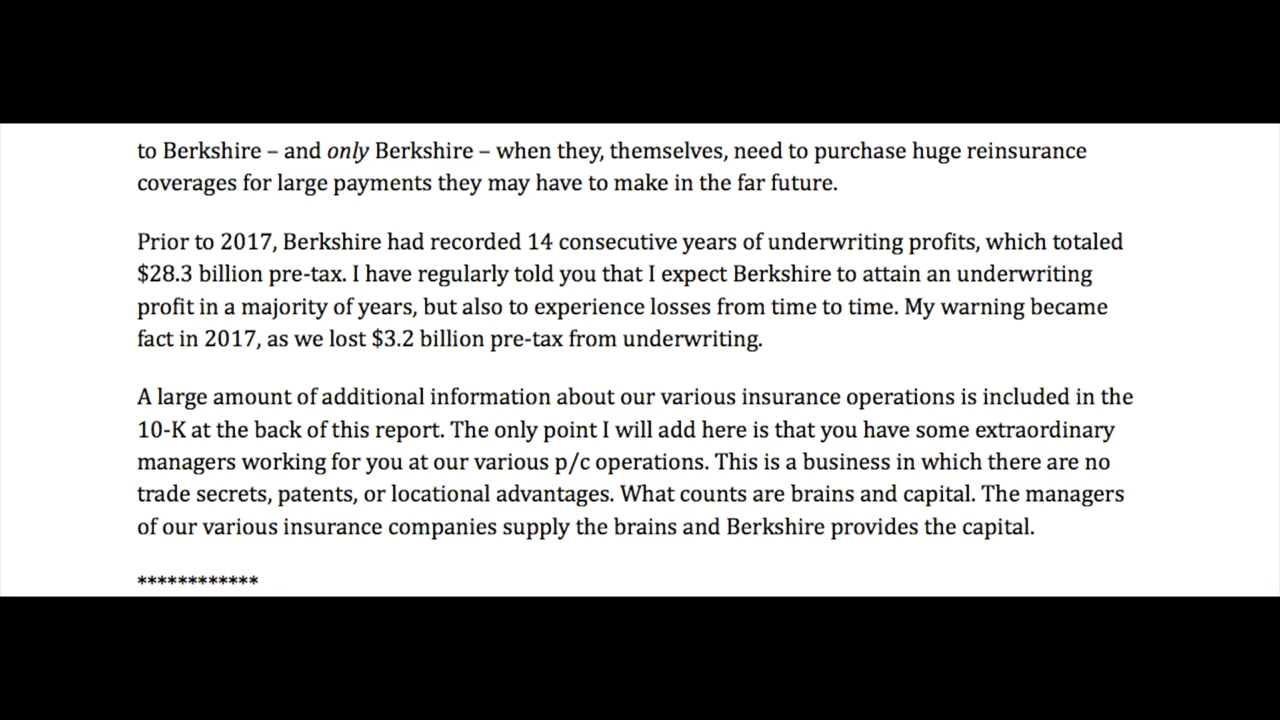 to Berkshire – and only Berkshire – when they, themselves, need to purchase huge reinsurance
coverages for large payments they may have to make in the far future.
Prior to 2017, Berkshire had recorded 14 consecutive years of underwriting profits, which totaled
$28.3 billion pre-tax. I have regularly told you that I expect Berkshire to attain an underwriting
profit in a majority of years, but also to experience losses from time to time. My warning became
fact in 2017, as we lost $3.2 billion pre-tax from underwriting.
A large amount of additional information about our various insurance operations is included in the
10-K at the back of this report. The only point I will add here is that you have some extraordinary
managers working for you at our various p/c operations. This is a business in which there are no
trade secrets, patents, or locational advantages. What counts are brains and capital. The managers
of our various insurance companies supply the brains and Berkshire provides the capital.
************